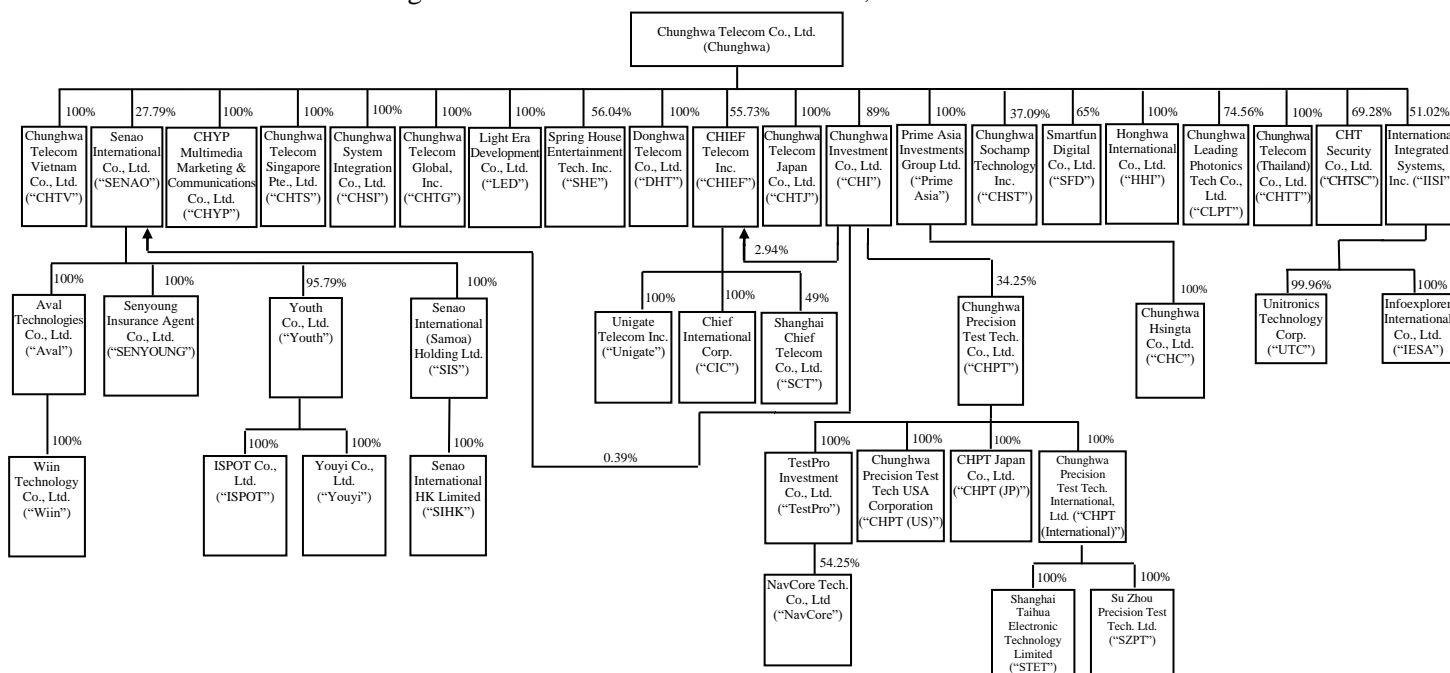 Chunghwa Telecom Co., Ltd.
(Chunghwa)
100%
27.79%
100%
100%
100%
100%
100%
56.04%
100%
55.73%
100%
89%
100%
37.09%
65%
100%
74.56%
100%
69.28%
51.02%
Chunghwa
Telecom
Vietnam
Co., Ltd.
(“CHTV”)
Senao
International
Co., Ltd.
(“SENAO”)
CHYP
Multimedia
Marketing &
Communications
Co., Ltd.
(“CHYP”)
Chunghwa
Telecom
Singapore
Pte., Ltd.
(“CHTS”)
Chunghwa
System
Integration
Co., Ltd.
(“CHSI”)
Chunghwa
Telecom
Global,
Inc.
(“CHTG”)
Light Era
Development
Co., Ltd.
(“LED”)
Spring House
Entertainment
Tech. Inc.
(“SHE”)
Donghwa
Telecom
Co., Ltd.
(“DHT”)
CHIEF
Telecom
Inc.
(“CHIEF”)
Chunghwa
Telecom
Japan
Co., Ltd.
(“CHTJ”)
Chunghwa
Investment
Co., Ltd.
(“CHI”)
Prime Asia
Investments
Group Ltd.
(“Prime
Asia”)
Chunghwa
Sochamp
Technology
Inc.
(“CHST”)
Smartfun
Digital
Co., Ltd.
(“SFD”)
Honghwa
International
Co., Ltd.
(“HHI”)
Chunghwa
Leading
Photonics
Tech Co.,
Ltd.
(“CLPT”)
Chunghwa
Telecom
(Thailand)
Co., Ltd.
(“CHTT”)
CHT
Security
Co., Ltd.
(“CHTSC”)
International
Integrated
Systems,
Inc. (“IISI”)
2.94%
100%
100%
95.79%
100%
Aval
Technologies
Co., Ltd.
(“Aval”)
Senyoung
Insurance Agent
Co., Ltd.
(“SENYOUNG”)
Youth
Co., Ltd.
(“Youth”)
Senao
International
(Samoa)
Holding Ltd.
(“SIS”)
100%
100%
49%
Unigate
Telecom Inc.
(“Unigate”)
Chief
International
Corp.
(“CIC”)
Shanghai
Chief
Telecom
Co., Ltd.
(“SCT”)
34.25%
Chunghwa
Precision
Test Tech.
Co., Ltd.
(“CHPT”)
100%
Chunghwa
Hsingta
Co., Ltd.
(“CHC”)
99.96%
100%
Unitronics
Technology
Corp.
(“UTC”)
Infoexplorer
International
Co., Ltd.
(“IESA”)
100%
100%
100%
100%
0.39%
Wiin
Technology
Co., Ltd.
(“Wiin”)
ISPOT Co.,
Ltd.
(“ISPOT”)
Youyi Co.,
Ltd.
(“Youyi”)
Senao
International
HK Limited
(“SIHK”)
100%
100%
100%
100%
TestPro
Investment
Co., Ltd.
(“TestPro”)
Chunghwa
Precision Test
Tech USA
Corporation
(“CHPT (US)”)
CHPT Japan
Co., Ltd.
(“CHPT (JP)”)
Chunghwa
Precision
Test Tech.
International,
Ltd. (“CHPT
(International)”)
54.25%
NavCore Tech.
Co., Ltd
(“NavCore”)
100%
100%
Shanghai
Taihua
Electronic
Technology
Limited
(“STET”)
Su Zhou
Precision Test
Tech. Ltd.
(“SZPT”)